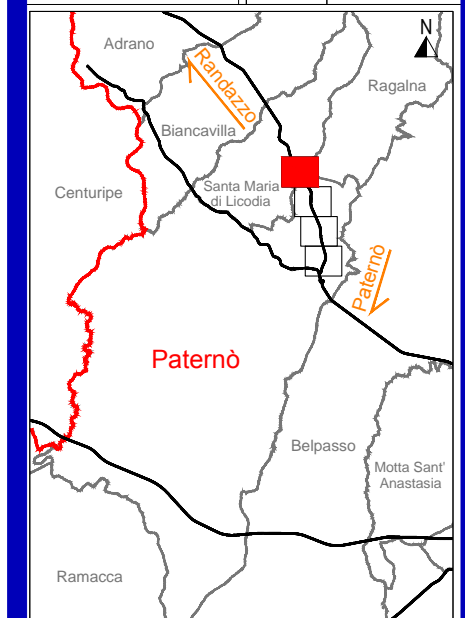 N
Adrano
Randazzo
Ragalna
Biancavilla
Centuripe
Santa Maria
di Licodia
Paternò
Paternò
Belpasso
Motta Sant'
Anastasia
Ramacca